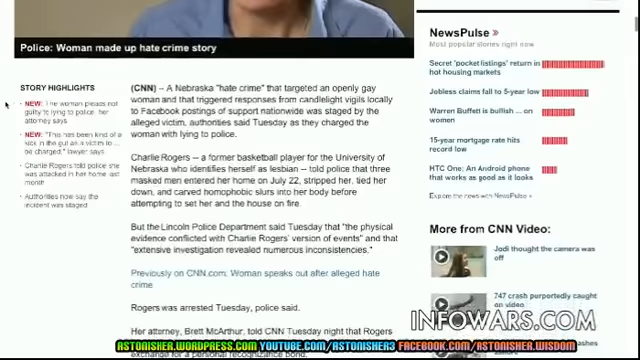 Police: Woman made up hate crime story
STORY HIGHLIGHTS
NEW: The woman pleads not
guilty to lying to police, her
attorney says
NEW: "This has been kind of a
kick in the gut an a victim to ...
be charged," lawyer says
Charlie Rogers told police she
was attacked in her home last
month
Authorities now say the
incident was staged
(CNN) -- A Nebraska "hate crime" that targeted an openly gay
woman and that triggered responses from candlelight vigils locally
to Facebook postings of support nationwide was staged by the
alleged victim, authorities said Tuesday as they charged the
woman with lying to police.
Charlie Rogers -- a former basketball player for the University of
Nebraska who identifies herself as lesbian -- told police that three
masked men entered her home on July 22, stripped her, tied her
down, and carved homophobic slurs into her body before
attempting to set her and the house on fire.
But the Lincoln Police Department said Tuesday that "the physical
evidence conflicted with Charlie Rogers' version of events" and that
"extensive investigation revealed numerous inconsistencies."
Previously on CNN.com: Woman speaks out after alleged hate
crime
Rogers was arrested Tuesday, police said.
Her attorney, Brett McArthur, told CNN Tuesday night that Rogers
exchange for a personal recognizance bond.
NewsPulse »
Most popular stories right now
Secret 'pocket listings' return in
hot housing markets
Jobless claims fall to 5-year low
Warren Buffett is bullish ... on
women
15-year mortgage rate hits
record low
HTC One: An Android phone
that works as good as it looks
Explore the news with NewsPulse »
More from CNN Video:
Jodi thought the camera was
off
747 crash purportedly caught
on video
INFOWARS.COM
ASTONISHER.WORDPRESS.COM YOUTUBE.COM/ASTONISHER3 FACEBOOK.COM/ASTONISHER.WISDOM